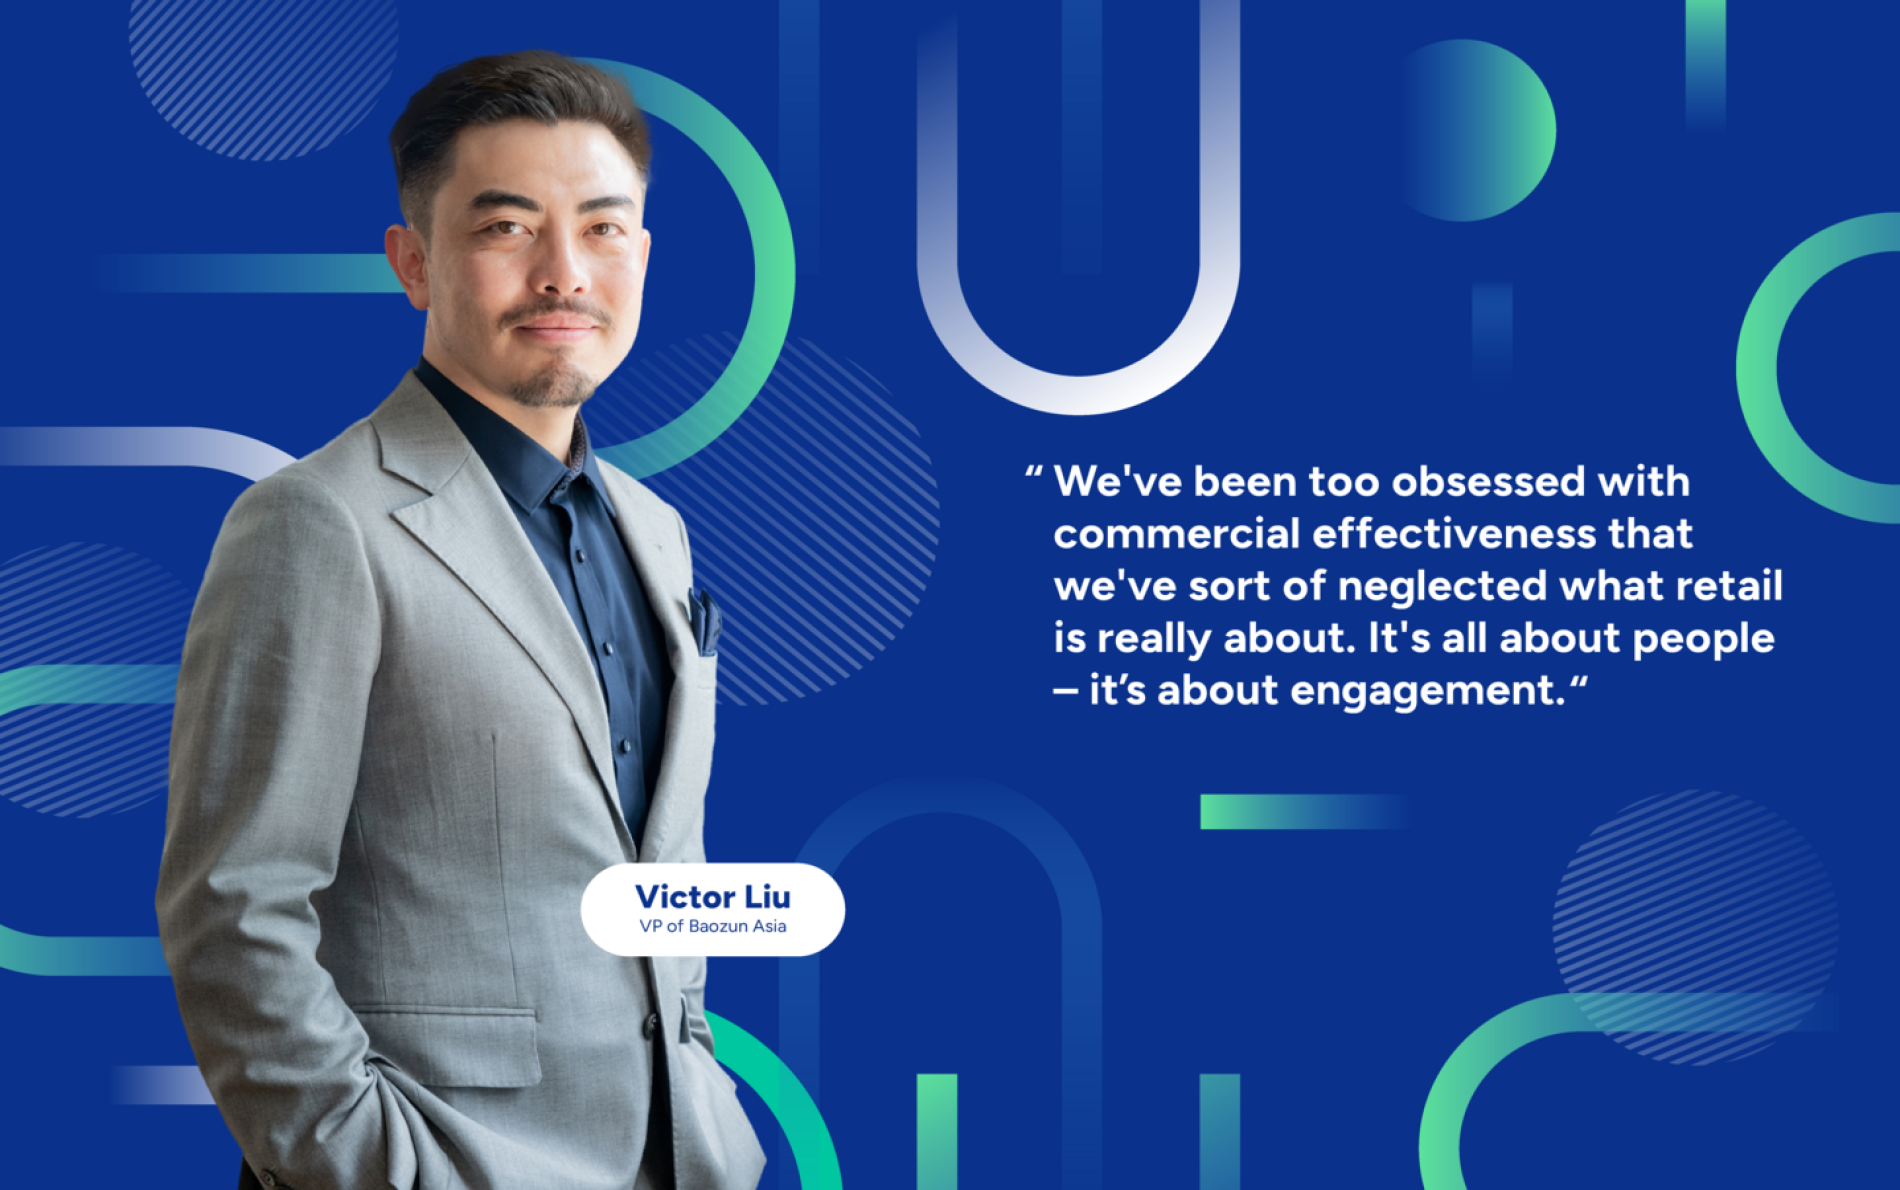 “ We've been too obsessed with
commercial effectiveness that
we've sort of neglected what retail
is really about. It's all about people
– it’s about engagement.“
Victor Liu
VP of Baozun Asia